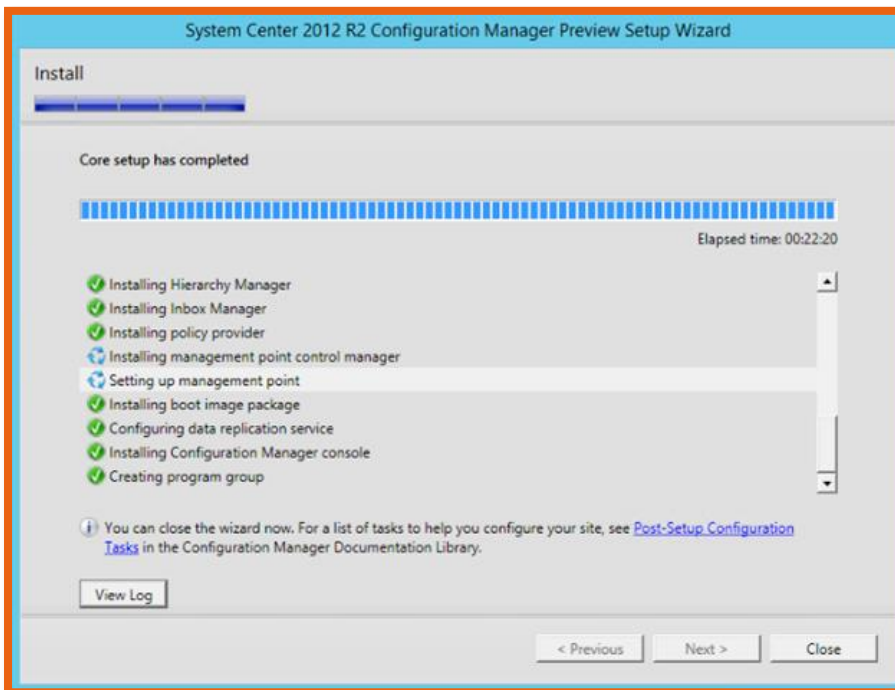 System Center 2012 R2 Configuration Manager Preview Setup Wizard
Install
Core setup has completed
Elapsed time: 00:22:20
Installing Hierarchy Manager
Installing Inbox Manager
Installing policy provider
Installing management point control manager
Setting up management point
Installing boot image package
Configuring data replication service
Installing Configuration Manager console
Creating program group
You can close the wizard now. For a list of tasks to help you configure your site, see Post-Setup Configuration
Tasks in the Configuration Manager Documentation Library.
View Log
< Previous
Next >
Close